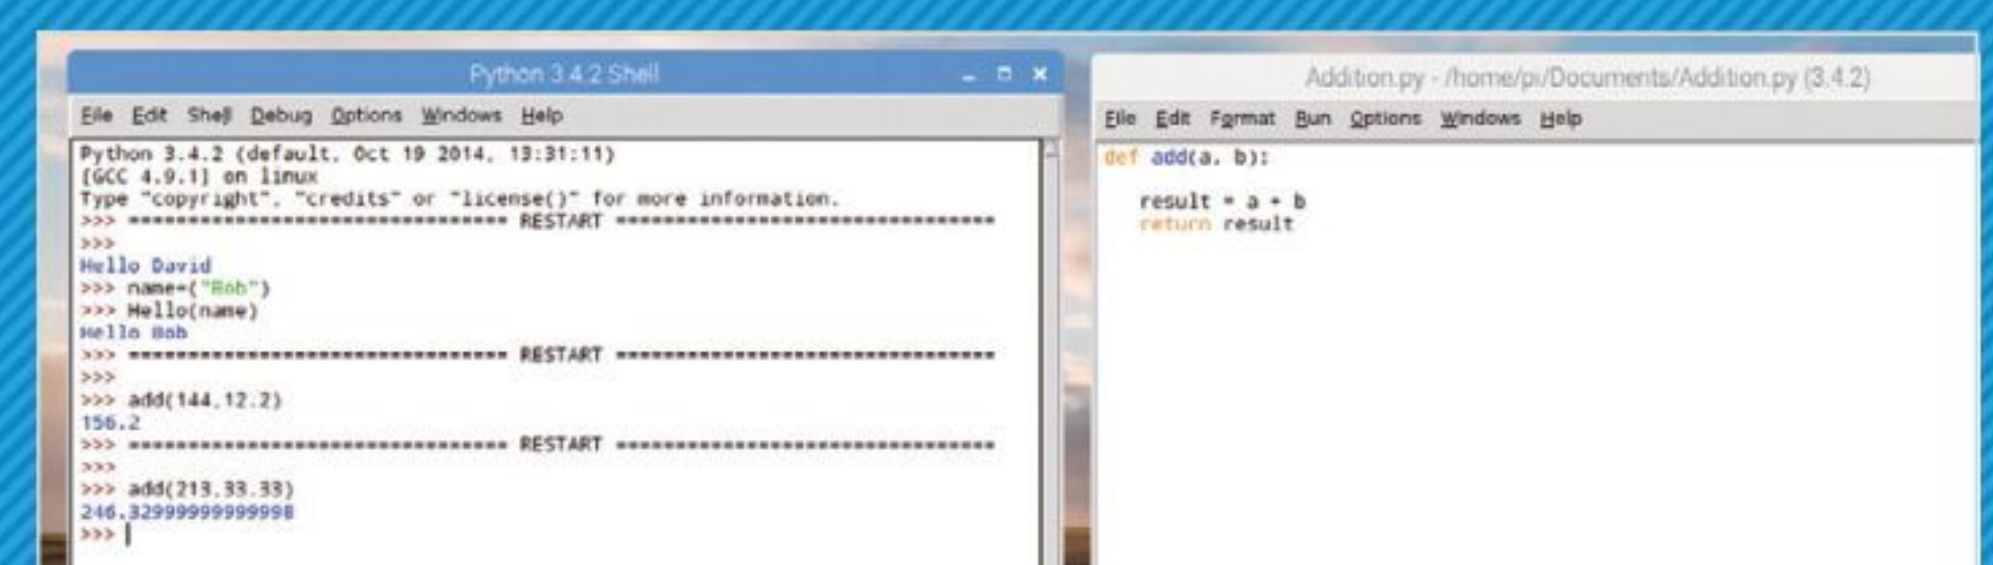 Python 3.4.2 Shell
File Edit Shell Debug Options Windows Help
Python 3.4.2 (default, Oct 19 2014, 13:31:11)
[GCC 4.9.1] on linux
Type "copyright", "credits" or "license()" for more information.
>>> ================================ RESTART ================================
>>>
Hello David
>>> name=("Bob")
>>> Hello(name)
Hello Bob
>>> ================================ RESTART ================================
>>>
>>> add(144,12.2)
156.2
>>> ================================ RESTART ================================
>>>
>>> add(213,33.33)
246.32999999999998
>>>
Addition.py - /home/pi/Documents/Addition.py (3.4.2)
File Edit Format Run Options Windows Help
def add(a, b):
result = a + b
return result